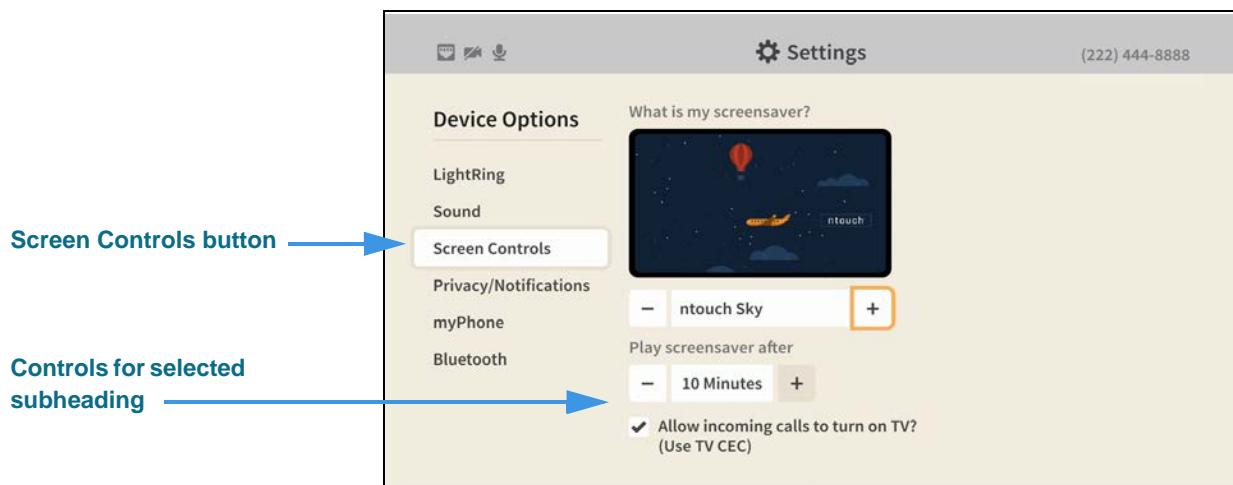 Settings
(222) 444-8888
Device Options
LightRing
Sound
Screen Controls
Privacy/Notifications
myPhone
Bluetooth
What is my screensaver?
ntouch
− ntouch Sky +
Play screensaver after
− 10 Minutes +
Allow incoming calls to turn on TV?
(Use TV CEC)
Screen Controls button
Controls for selected
subheading